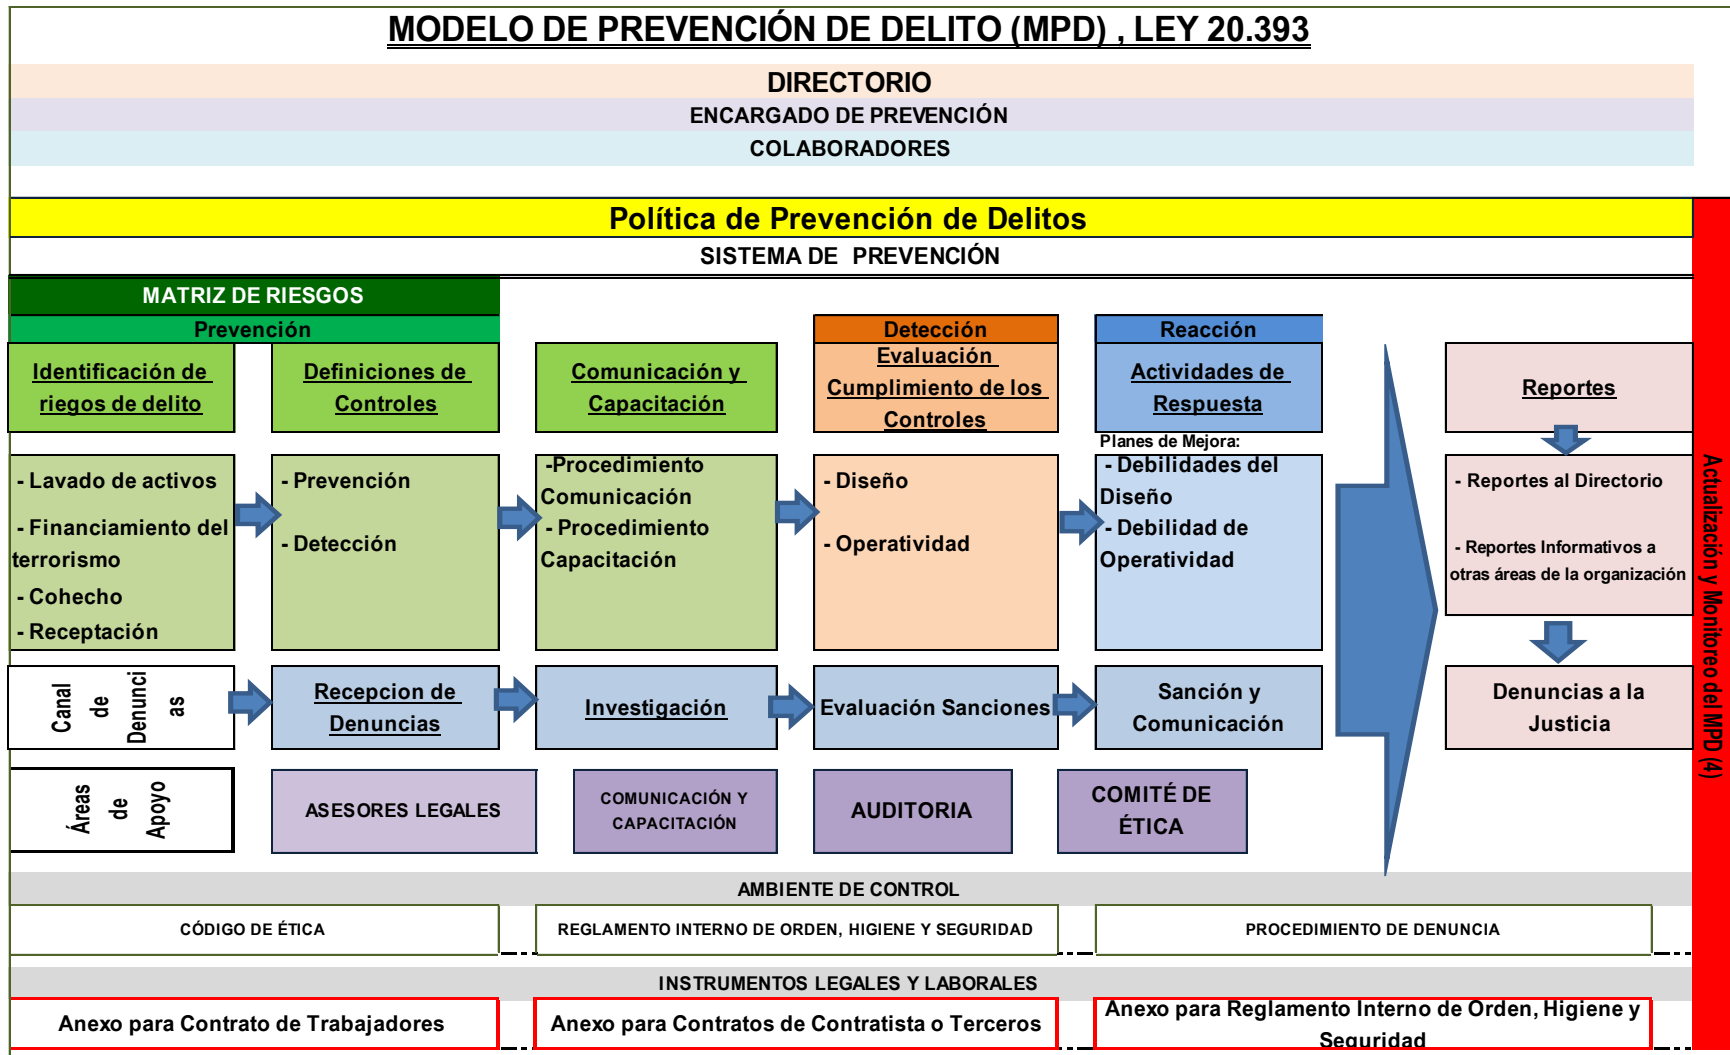 MODELO DE PREVENCIÓN DE DELITO (MPD) , LEY 20.393
DIRECTORIO
ENCARGADO DE PREVENCIÓN
COLABORADORES
Política de Prevención de Delitos
SISTEMA DE PREVENCIÓN
MATRIZ DE RIESGOS
Prevención
Detección
Reacción
Identificación de
riegos de delito
Definiciones de
Controles
Comunicación y
Capacitación
Evaluación
Cumplimiento de los
Controles
Actividades de
Respuesta
Reportes
- Lavado de activos
- Financiamiento del
terrorismo
- Cohecho
- Receptación
- Prevención
- Detección
-Procedimiento
Comunicación
- Procedimiento
Capacitación
- Diseño
- Operatividad
Planes de Mejora:
- Debilidades del
Diseño
- Debilidad de
Operatividad
- Reportes al Directorio
- Reportes Informativos a
otras áreas de la organización
Canal
de
Denunci
as
Recepcion de
Denuncias
Investigación
Evaluación Sanciones
Sanción y
Comunicación
Denuncias a la
Justicia
Áreas
de
Apoyo
ASESORES LEGALES
COMUNICACIÓN Y
CAPACITACIÓN
AUDITORIA
COMITÉ DE
ÉTICA
Actualización y Monitoreo del MPD (4)
AMBIENTE DE CONTROL
CÓDIGO DE ÉTICA
REGLAMENTO INTERNO DE ORDEN, HIGIENE Y SEGURIDAD
PROCEDIMIENTO DE DENUNCIA
INSTRUMENTOS LEGALES Y LABORALES
Anexo para Contrato de Trabajadores
Anexo para Contratos de Contratista o Terceros
Anexo para Reglamento Interno de Orden, Higiene y
Seguridad